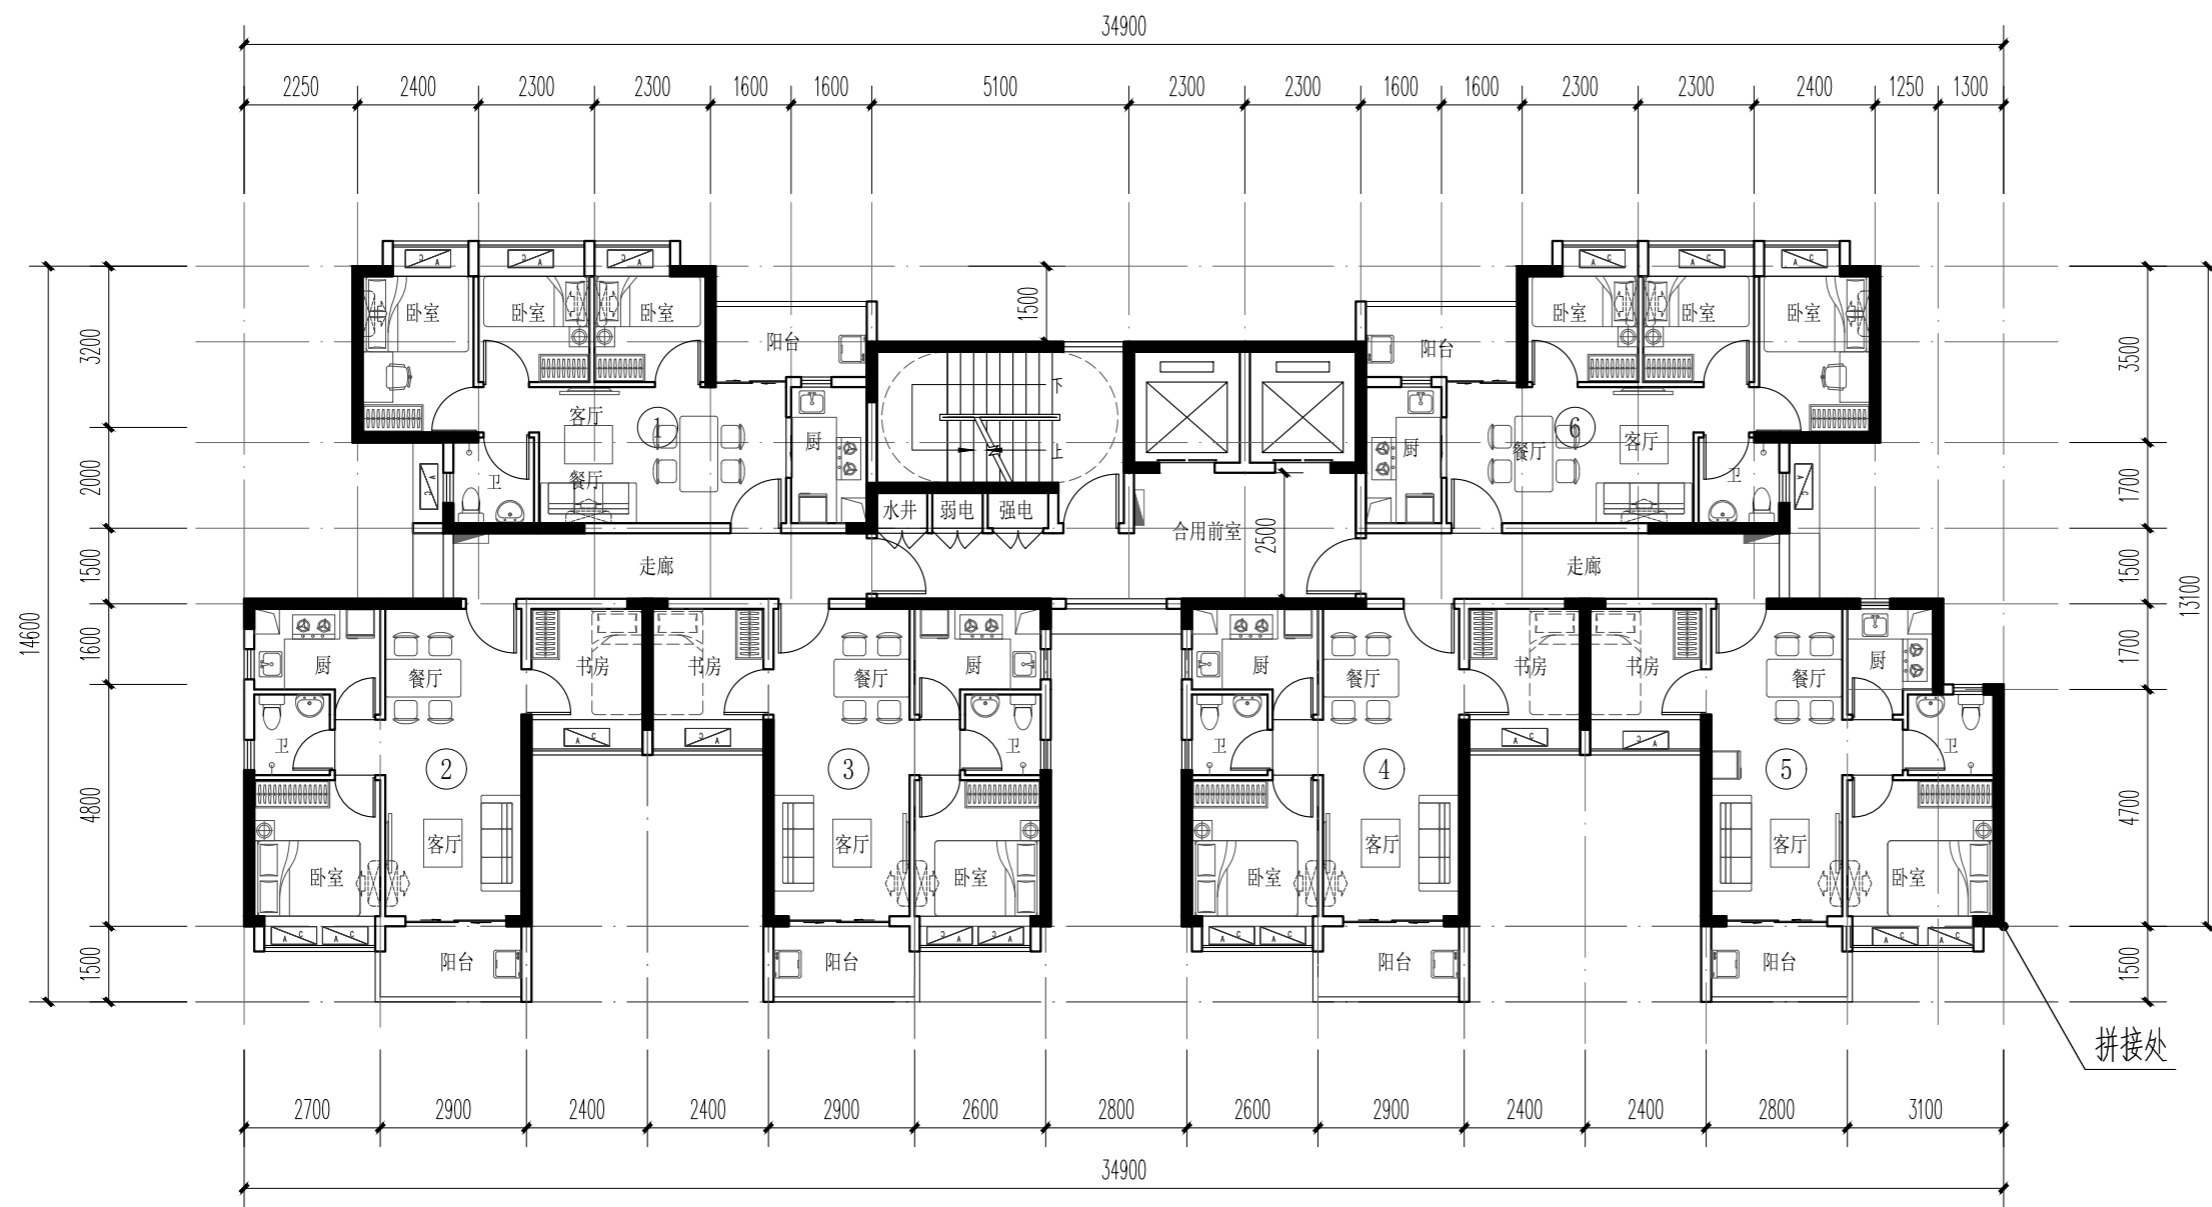 34900
2250 2400 2300 2300 1600 1600 5100 2300 2300 1600 1600 2300 2300 2400 1250 1300
14600
3200
2000
1500
1600
4800
1500
1500
2500
13100
3500
1700
1500
1700
4700
1500
卧室 卧室 卧室
阳台
客厅
1
餐厅
卫
厨
下
上
水井 弱电 强电
合用前室
卧室 卧室 卧室
阳台
厨
餐厅
6
客厅
卫
走廊
走廊
厨
餐厅
书房
卫
2
客厅
卧室
阳台
书房
餐厅
厨
3
卫
客厅
卧室
阳台
厨
餐厅
书房
卫
4
客厅
卧室
阳台
书房
餐厅
厨
5
卫
客厅
卧室
阳台
拼接处
2700 2900 2400 2400 2900 2600 2800 2600 2900 2400 2400 2800 3100
34900